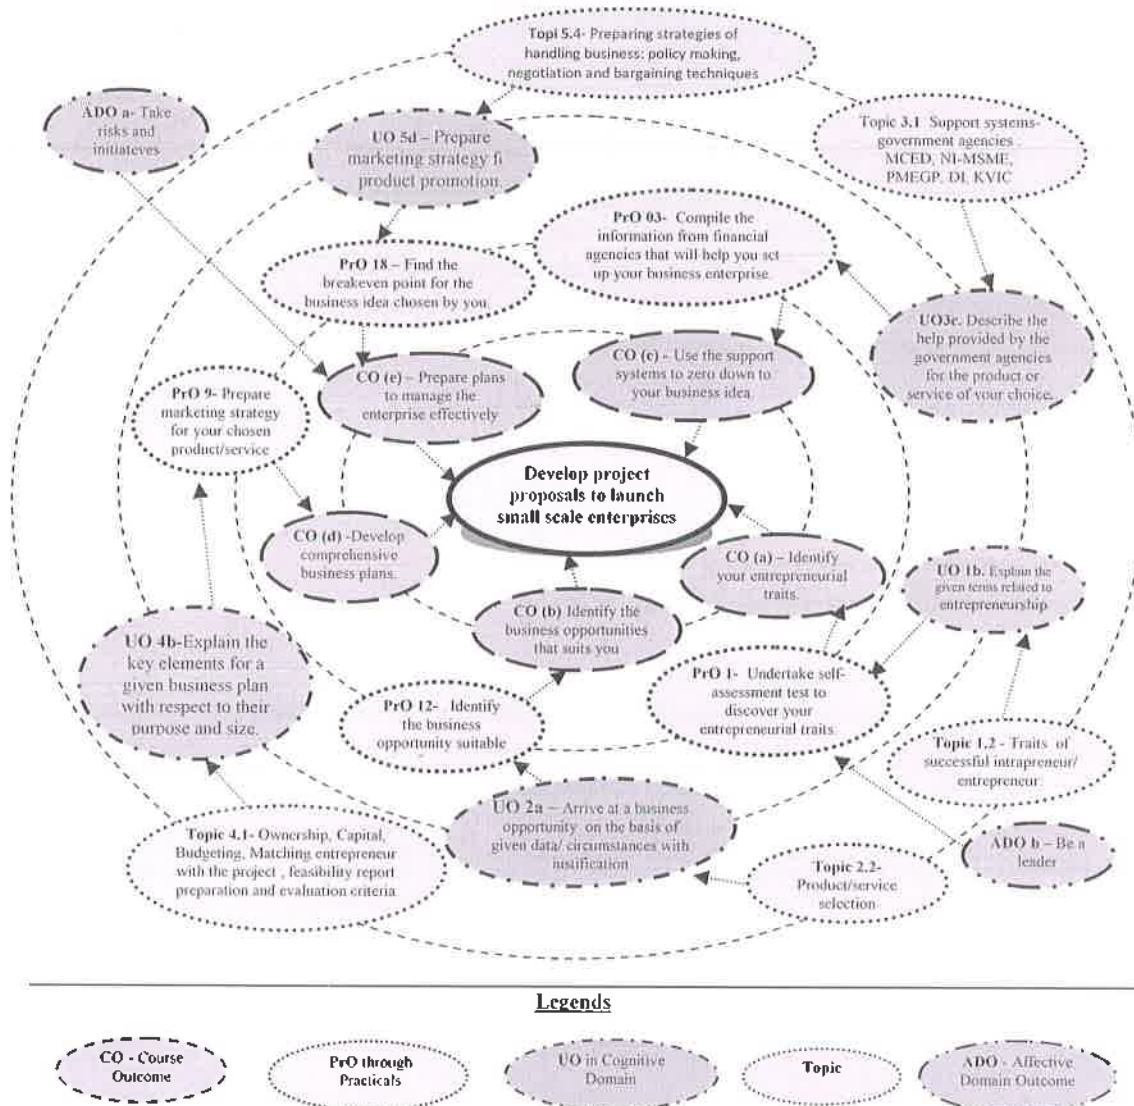 Topi 5.4- Preparing strategies of
handling business: policy making,
negotiation and bargaining techniques
ADO a- Take
risks and
initiateves
UO 5d – Prepare
marketing strategy fi
product promotion.
Topic 3.1 Support systems-
government agencies
MCED, NI-MSME,
PMEGP, DI, KVIC
PrO 03- Compile the
information from financial
agencies that will help you set
up your business enterprise.
PrO 18 – Find the
breakeven point for the
business idea chosen by you.
UO3c. Describe the
help provided by the
government agencies
for the product or
service of your choice.
CO (c) - Use the support
systems to zero down to
your business idea.
CO (e) – Prepare plans
to manage the
enterprise effectively
PrO 9- Prepare
marketing strategy
for your chosen
product/service
Develop project
proposals to launch
small scale enterprises
CO (d) -Develop
comprehensive
business plans.
CO (a) – Identify
your entrepreneurial
traits.
UO 1b. Explain the
given terms related to
entrepreneurship
CO (b) Identify the
business opportunities
that suits you
UO 4b-Explain the
key elements for a
given business plan
with respect to their
purpose and size.
PrO 1- Undertake self-
assessment test to
discover your
entrepreneurial traits
PrO 12- Identify
the business
opportunity suitable
Topic 1.2 - Traits of
successful intrapreneur/
entrepreneur
UO 2a – Arrive at a business
opportunity on the basis of
given data/ circumstances with
justification
Topic 4.1- Ownership, Capital,
Budgeting, Matching entrepreneur
with the project , feasibility report
preparation and evaluation criteria
ADO b – Be a
leader
Topic 2.2-
Product/service
selection
Legends
CO - Course
Outcome
PrO through
Practicals
UO in Cognitive
Domain
Topic
ADO - Affective
Domain Outcome